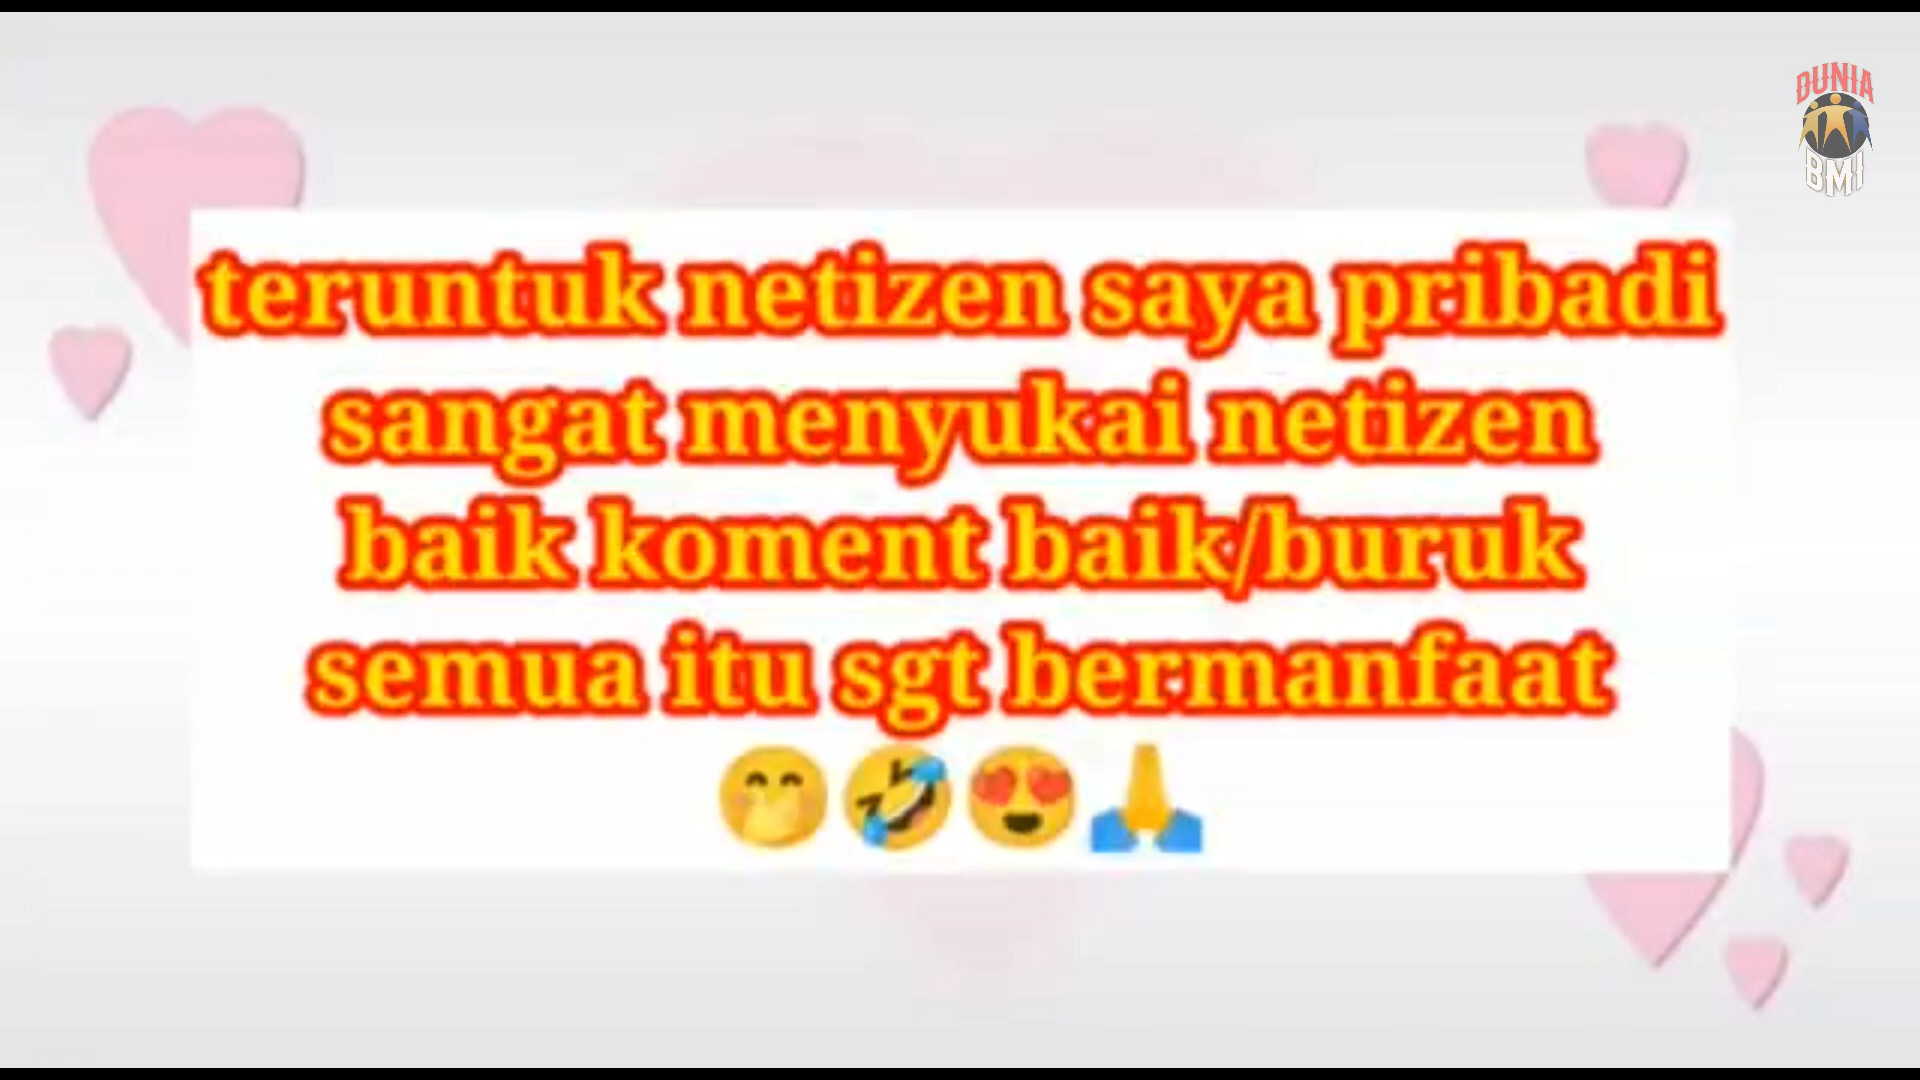 DUNIA
BMI
teruntuk netizen saya pribadi
sangat menyukai netizen
baik koment baik/buruk
semua itu sgt bermanfaat
🤭🤣😍🙏